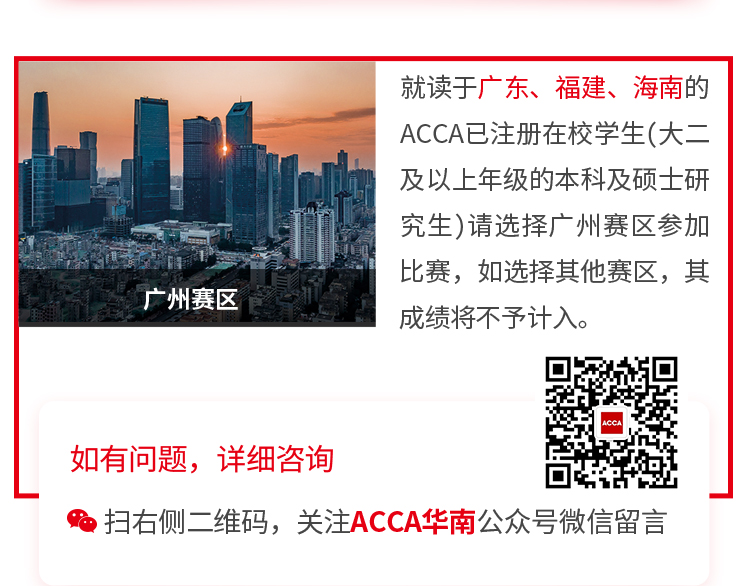 就读于广东、福建、海南的
ACCA已注册在校学生(大二
及以上年级的本科及硕士研
究生)请选择广州赛区参加
比赛，如选择其他赛区，其
成绩将不予计入。
广州赛区
ACCA
如有问题，详细咨询
扫右侧二维码，关注ACCA华南公众号微信留言